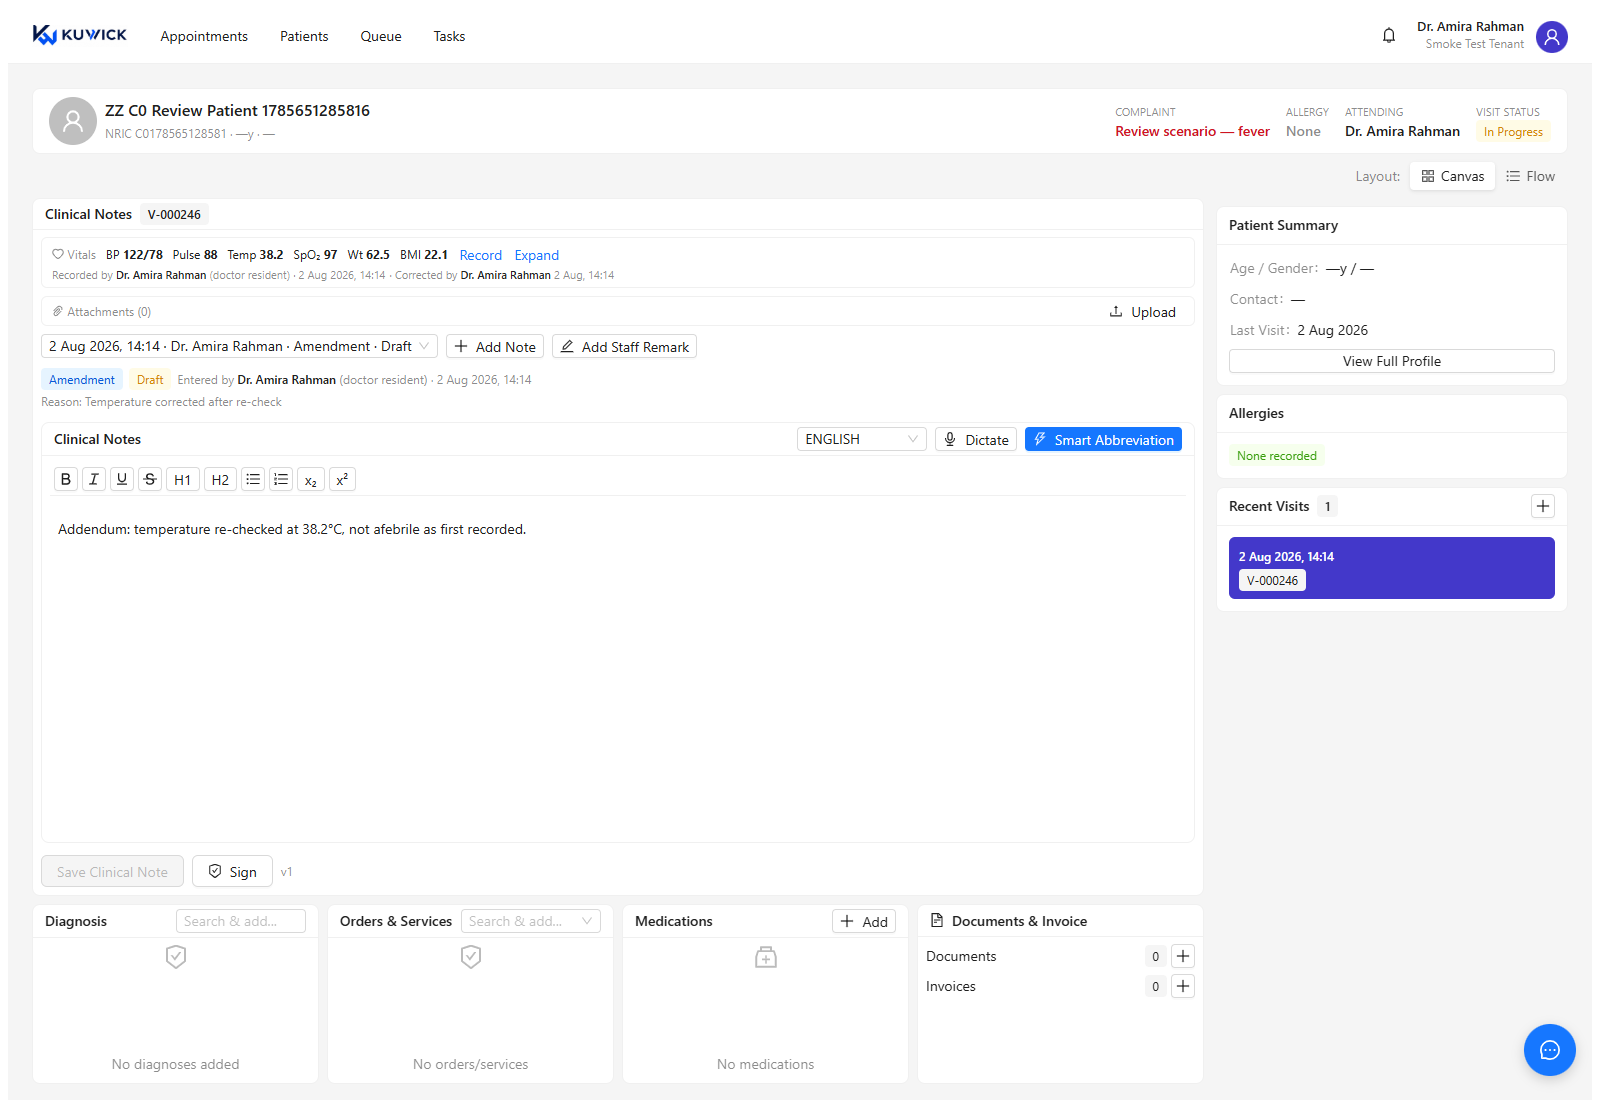 KUWICK
Appointments
Patients
Queue
Tasks
Dr. Amira Rahman
Smoke Test Tenant
ZZ C0 Review Patient 1785651285816
NRIC C0178565128581 · —y · —
COMPLAINT
Review scenario — fever
ALLERGY
None
ATTENDING
Dr. Amira Rahman
VISIT STATUS
In Progress
Layout:
Canvas
Flow
Clinical Notes V-000246
Vitals BP 122/78 Pulse 88 Temp 38.2 SpO₂ 97 Wt 62.5 BMI 22.1 Record Expand
Recorded by Dr. Amira Rahman (doctor resident) · 2 Aug 2026, 14:14 · Corrected by Dr. Amira Rahman 2 Aug, 14:14
Attachments (0)
Upload
2 Aug 2026, 14:14 · Dr. Amira Rahman · Amendment · Draft
Add Note
Add Staff Remark
Amendment Draft Entered by Dr. Amira Rahman (doctor resident) · 2 Aug 2026, 14:14
Reason: Temperature corrected after re-check
Clinical Notes
ENGLISH
Dictate
Smart Abbreviation
B I U S H1 H2 x₂ x²
Addendum: temperature re-checked at 38.2°C, not afebrile as first recorded.
Save Clinical Note
Sign
v1
Diagnosis
Search & add...
No diagnoses added
Orders & Services
Search & add...
No orders/services
Medications
Add
No medications
Documents & Invoice
Documents 0
Invoices 0
Patient Summary
Age / Gender: —y / —
Contact: —
Last Visit: 2 Aug 2026
View Full Profile
Allergies
None recorded
Recent Visits 1
2 Aug 2026, 14:14
V-000246